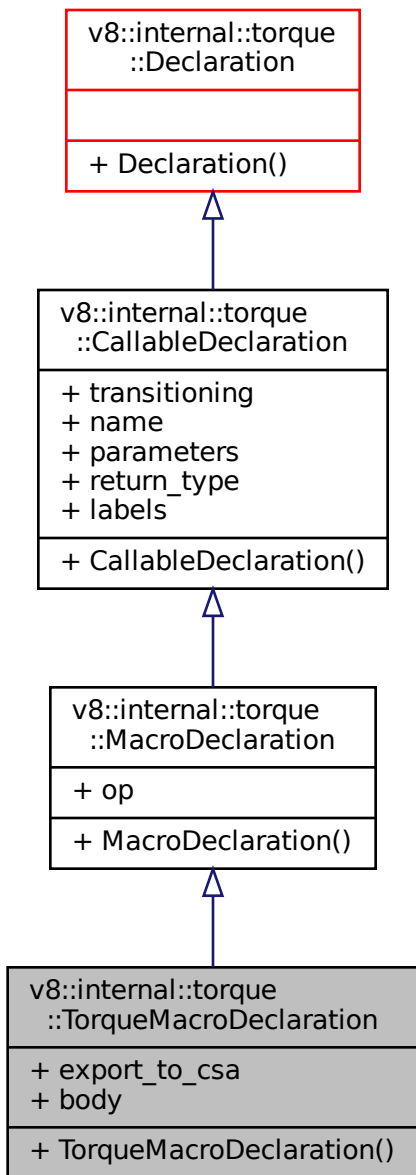 v8::internal::torque
::Declaration
+ Declaration()
v8::internal::torque
::CallableDeclaration
+ transitioning
+ name
+ parameters
+ return_type
+ labels
+ CallableDeclaration()
v8::internal::torque
::MacroDeclaration
+ op
+ MacroDeclaration()
v8::internal::torque
::TorqueMacroDeclaration
+ export_to_csa
+ body
+ TorqueMacroDeclaration()